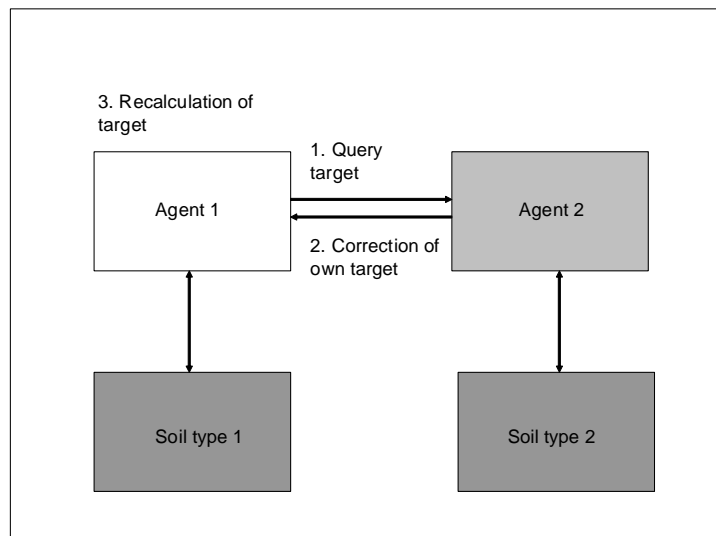 3. Recalculation of
target
1. Query
target
Agent 1
Agent 2
2. Correction of
own target
Soil type 1
Soil type 2